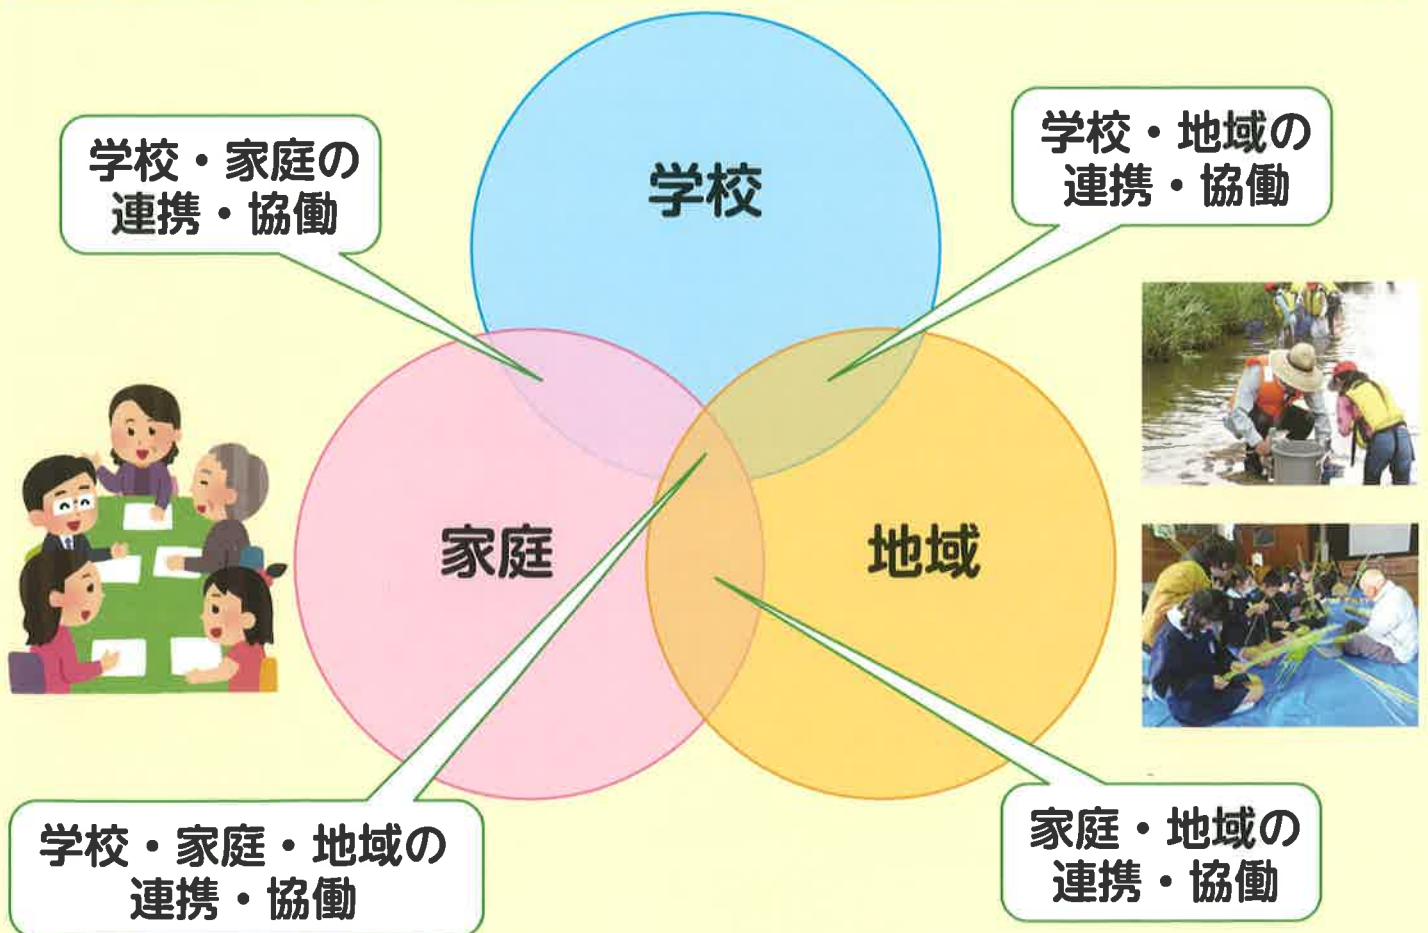 学校・家庭の
連携・協働
学校・地域の
連携・協働
学校
家庭
地域
学校・家庭・地域の
連携・協働
家庭・地域の
連携・協働